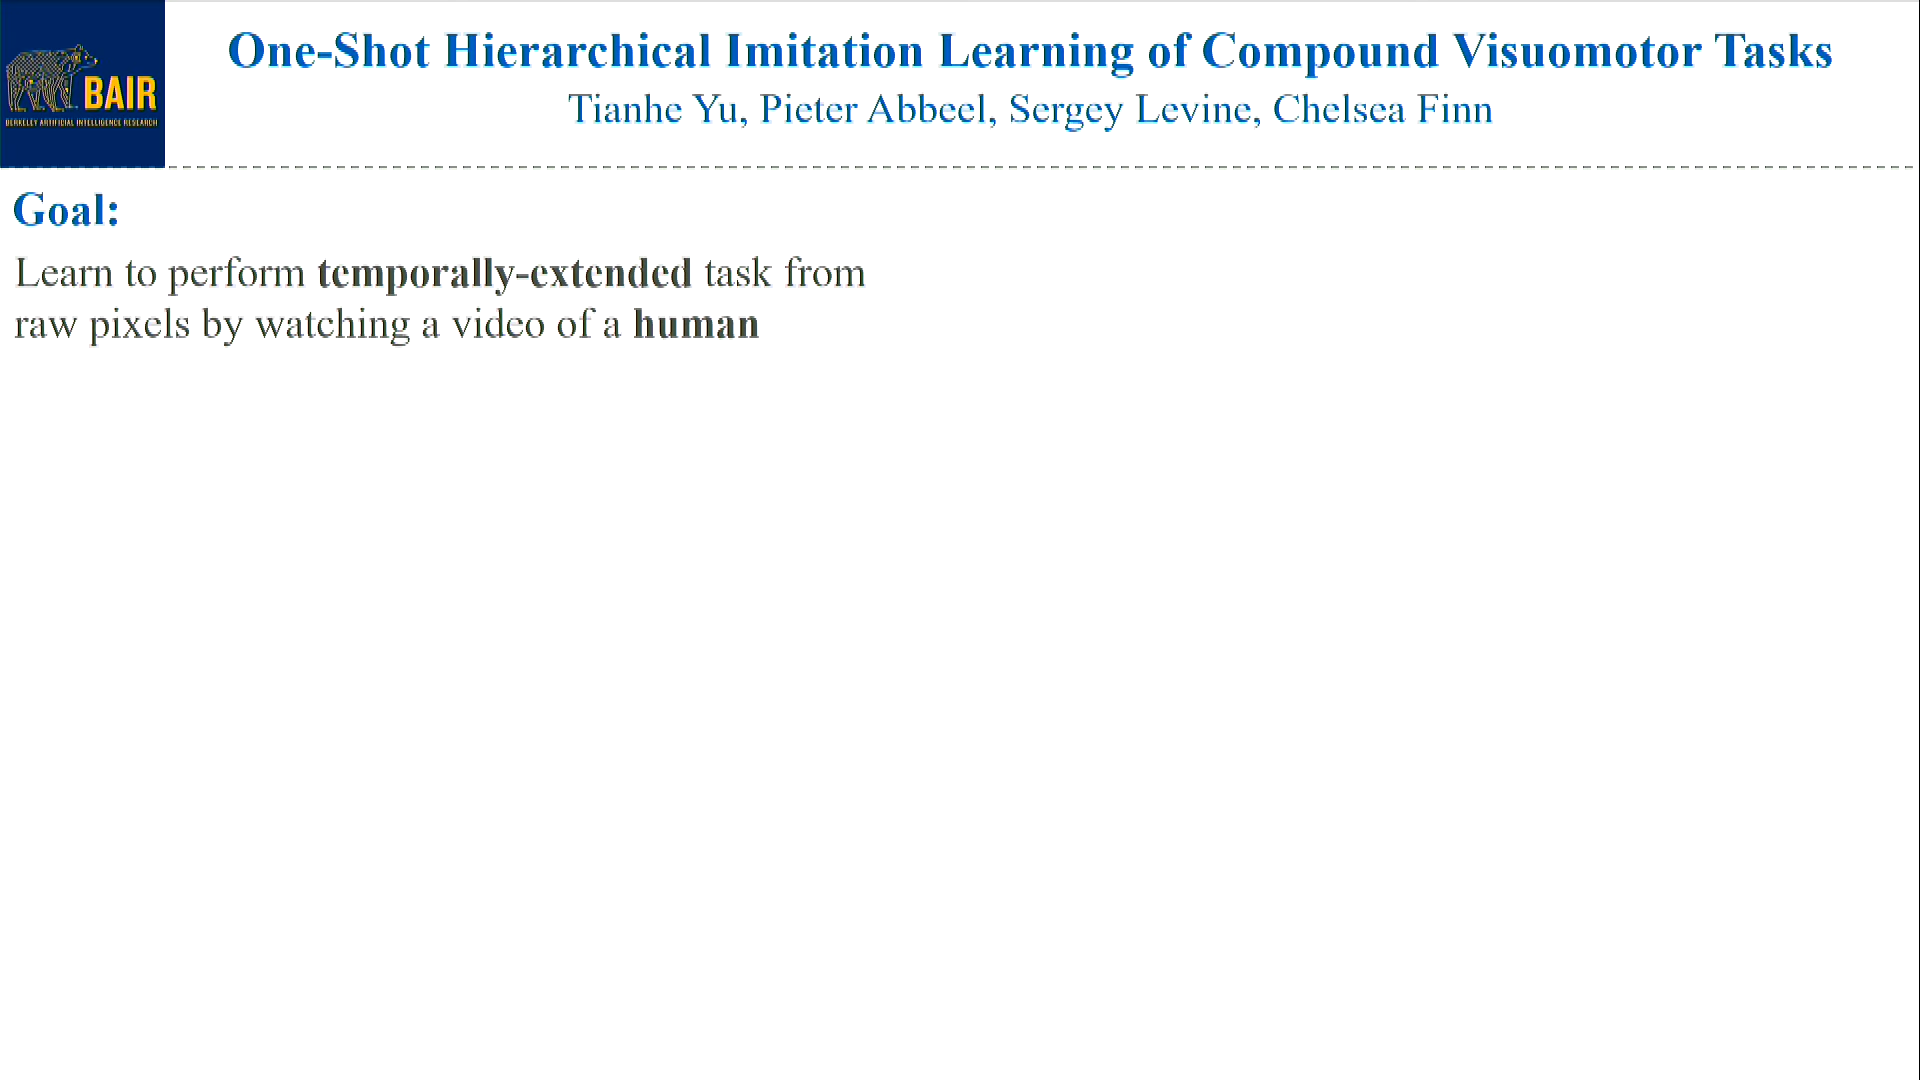 BAIR
BERKELEY ARTIFICIAL INTELLIGENCE RESEARCH
One-Shot Hierarchical Imitation Learning of Compound Visuomotor Tasks
Tianhe Yu, Pieter Abbeel, Sergey Levine, Chelsea Finn
Goal:
Learn to perform temporally-extended task from
raw pixels by watching a video of a human